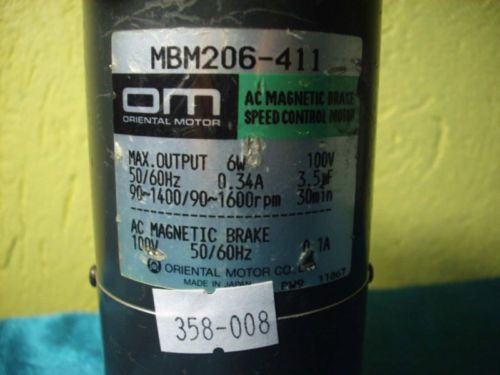 MBM206-411
om
ORIENTAL MOTOR
AC MAGNETIC BRAKE
SPEED CONTROL MOTOR
MAX.OUTPUT 6W 100V
50/60Hz 0.34A 3.5μF
90~1400/90~1600rpm 30min
AC MAGNETIC BRAKE
100V 50/60Hz 0.1A
ORIENTAL MOTOR CO.
MADE IN JAPAN PW9 11067
358-008